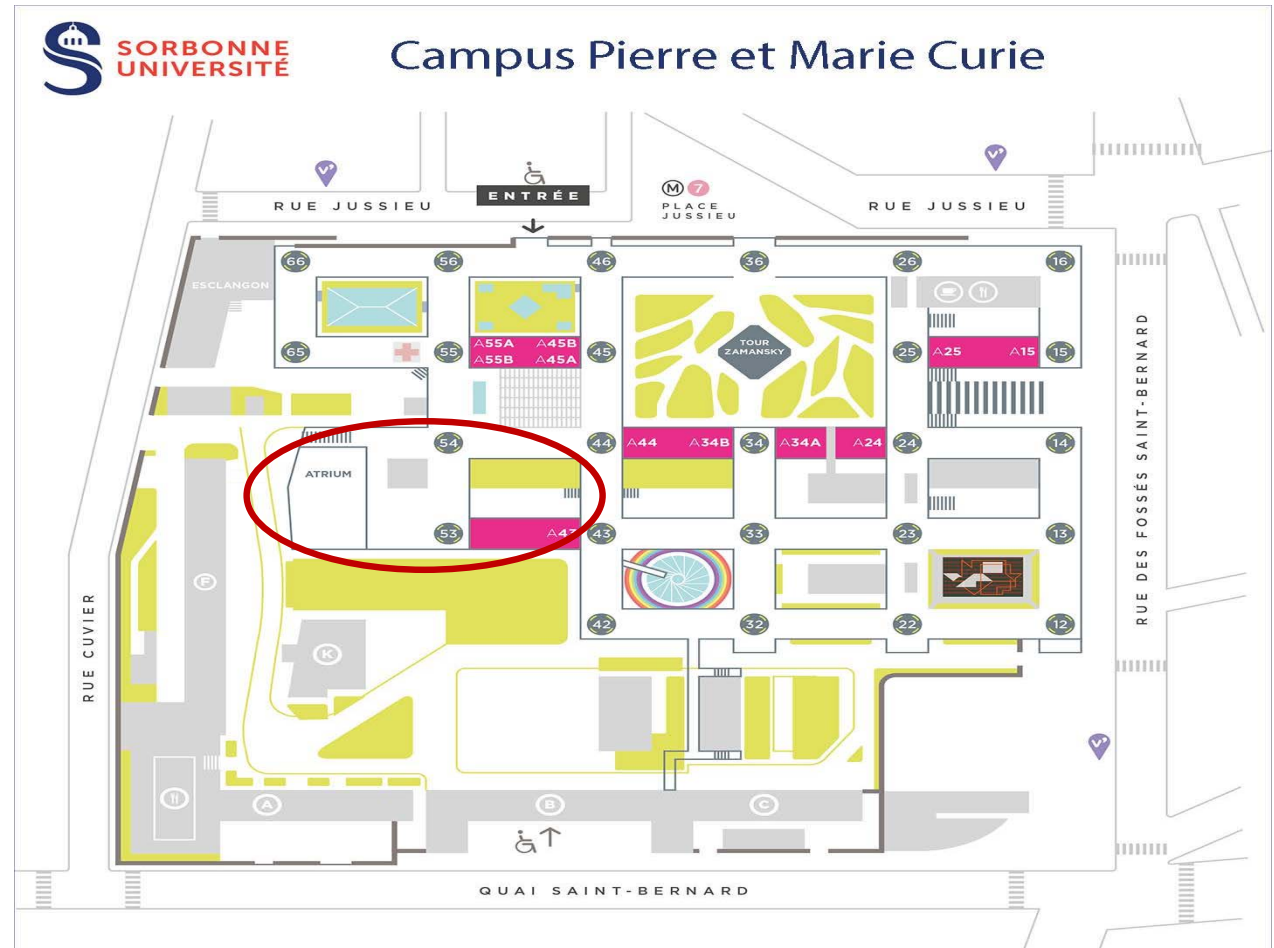 SORBONNE
UNIVERSITÉ
Campus Pierre et Marie Curie
RUE JUSSIEU
ENTRÉE
M 7
PLACE
JUSSIEU
RUE JUSSIEU
66
56
46
36
26
16
ESCLANGON
65
55
A55A A45B
A55B A45A
45
TOUR
ZAMANSKY
25
A25 A15
15
54
44
A44 A34B
34
A34A A24
24
14
ATRIUM
53
A43
43
33
23
13
42
32
22
12
F
K
A
B
C
RUE CUVIER
RUE DES FOSSÉS SAINT-BERNARD
QUAI SAINT-BERNARD